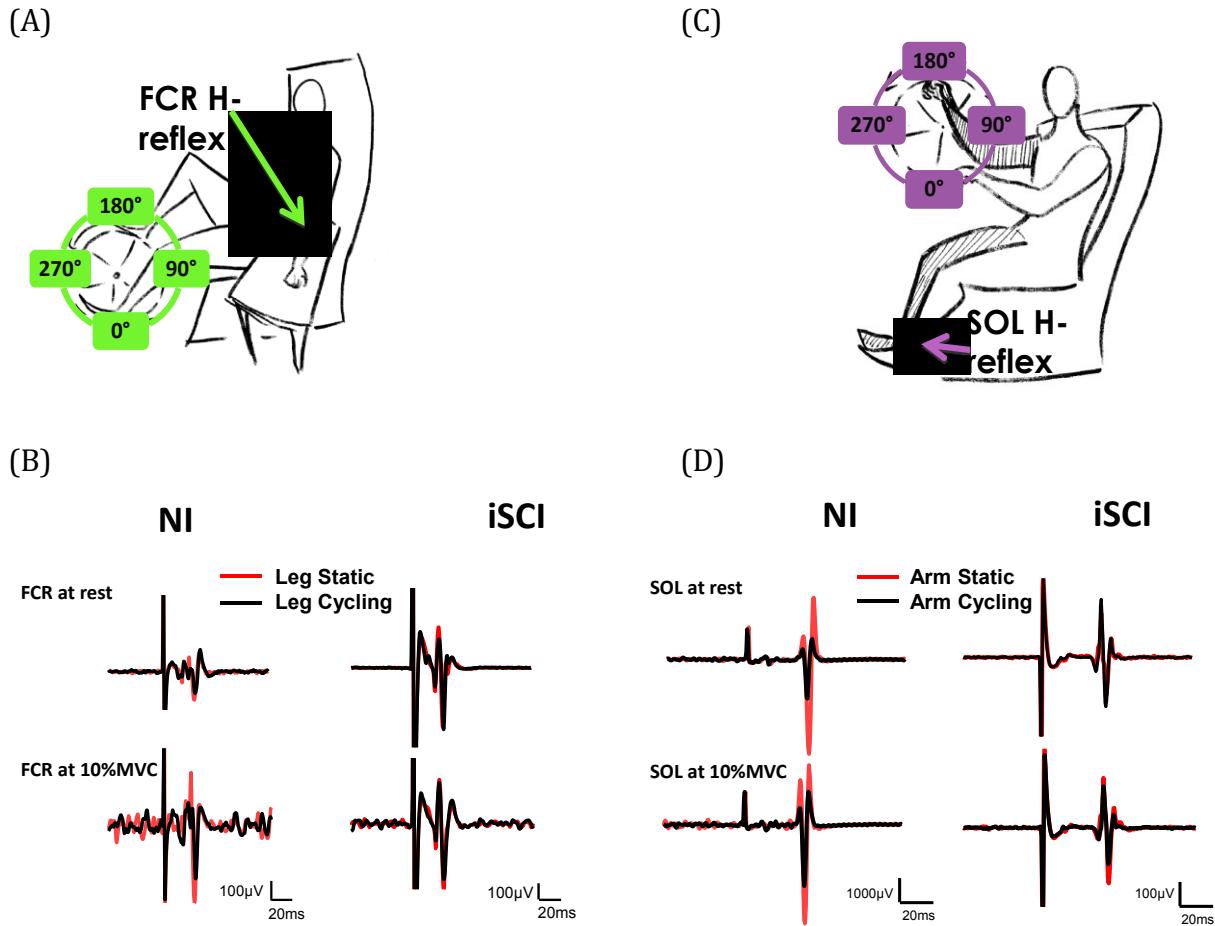 (A)
FCR H-
reflex
180°
270°
90°
0°
(C)
180°
270°
90°
0°
SOL H-
reflex
(B)
NI
iSCI
Leg Static
Leg Cycling
FCR at rest
FCR at 10%MVC
100µV
20ms
100µV
20ms
(D)
NI
iSCI
Arm Static
Arm Cycling
SOL at rest
SOL at 10%MVC
1000µV
20ms
100µV
20ms